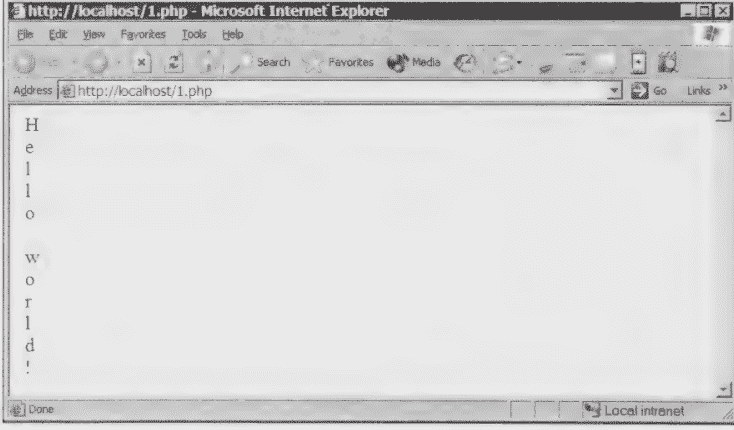 http://localhost/1.php - Microsoft Internet Explorer
File Edit View Favorites Tools Help
Search Favorites Media
Address http://localhost/1.php Go Links »
H
e
l
l
o
w
o
r
l
d
!
Done Local intranet